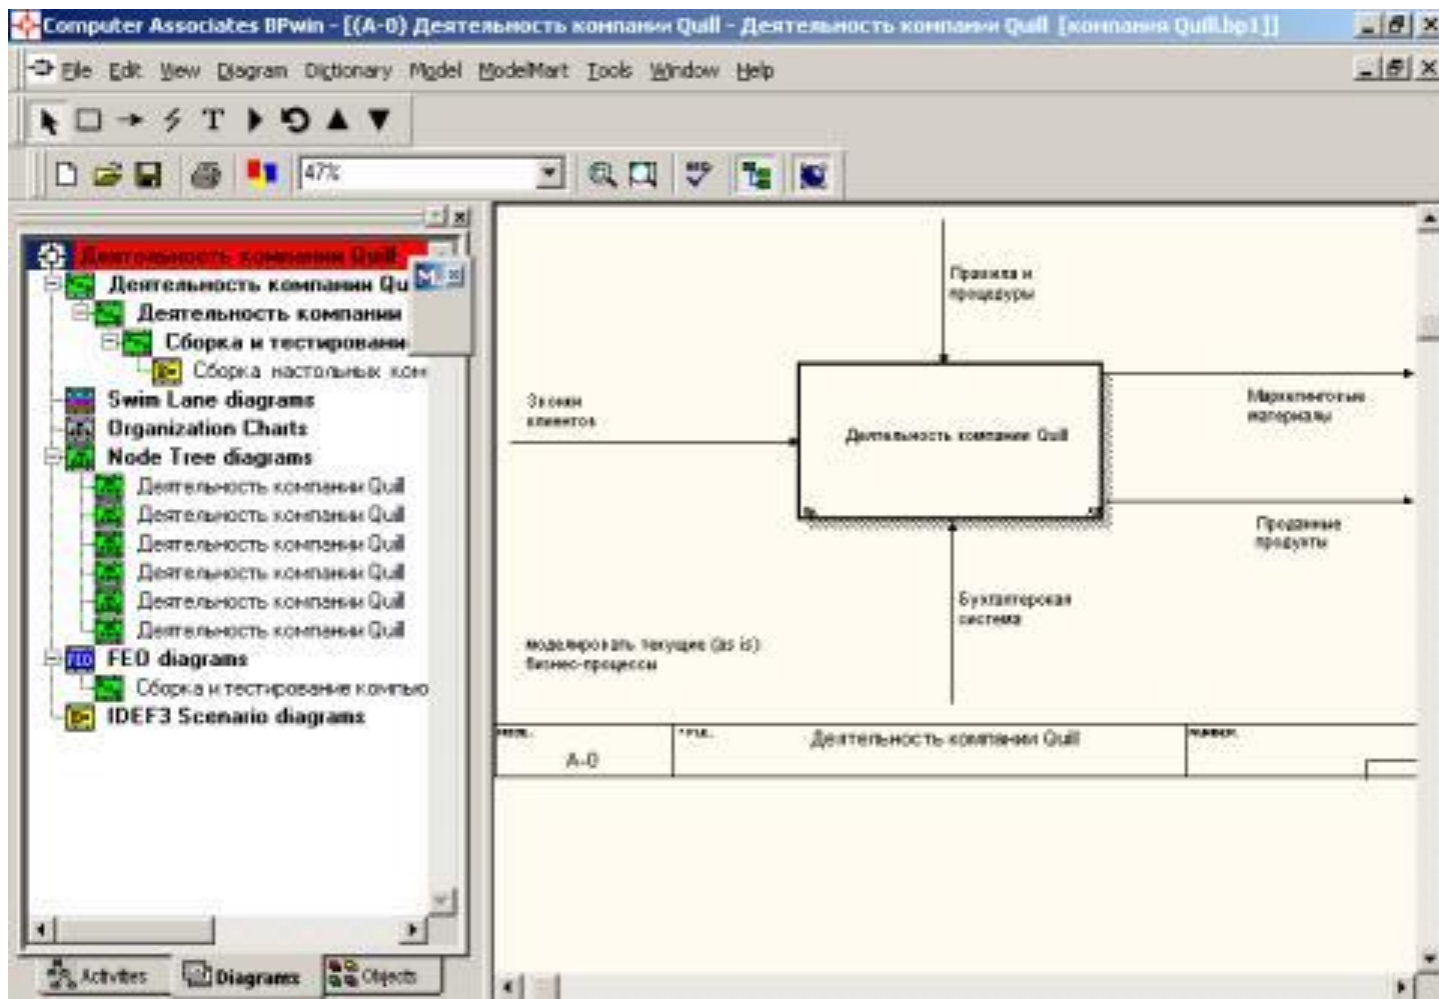 Computer Associates BPwin - [(A-0) Деятельность компании Quill - Деятельность компании Quill [компания Quill.bp1]]
File Edit View Diagram Dictionary Model ModelMart Tools Window Help
T
47%
Деятельность компании Quill
Деятельность компании Qu
M
Деятельность компании
Сборка и тестировани
Сборка настольных ком
Swim Lane diagrams
Organization Charts
Node Tree diagrams
Деятельность компании Quill
Деятельность компании Quill
Деятельность компании Quill
Деятельность компании Quill
Деятельность компании Quill
Деятельность компании Quill
FEO diagrams
Сборка и тестирование компью
IDEF3 Scenario diagrams
Activities Diagrams Objects
Правила и
процедуры
Звонки
клиентов
Деятельность компании Quill
Маркетинговые
материалы
Проданные
продукты
Бухгалтерская
система
моделировать текущие (as is)
бизнес-процессы
NODE: TITLE: Деятельность компании Quill NUMBER:
A-0